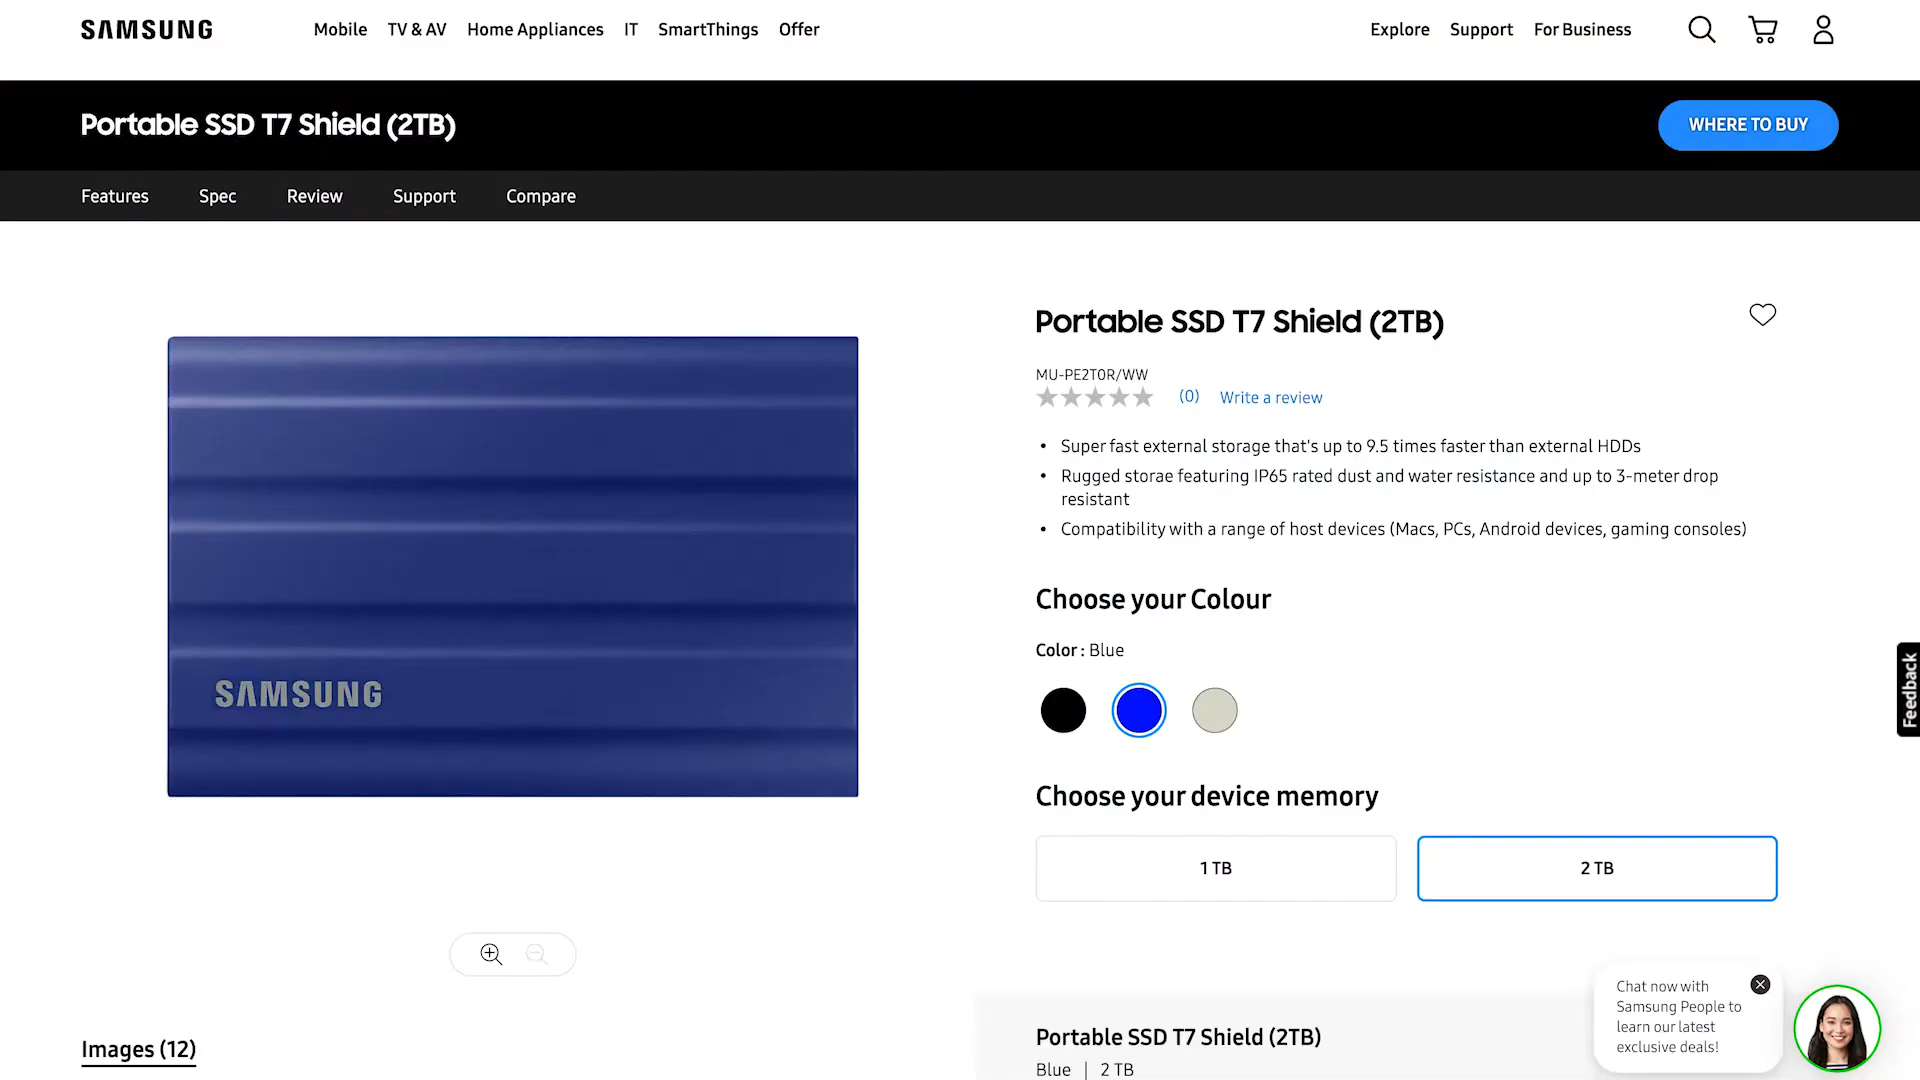 SAMSUNG
Mobile TV & AV Home Appliances IT SmartThings Offer
Explore Support For Business
Portable SSD T7 Shield (2TB)
WHERE TO BUY
Features Spec Review Support Compare
SAMSUNG
Portable SSD T7 Shield (2TB)
MU-PE2T0R/WW
(0) Write a review
• Super fast external storage that's up to 9.5 times faster than external HDDs
• Rugged storae featuring IP65 rated dust and water resistance and up to 3-meter drop
resistant
• Compatibility with a range of host devices (Macs, PCs, Android devices, gaming consoles)
Choose your Colour
Color : Blue
Choose your device memory
1 TB
2 TB
Feedback
Images (12)
Portable SSD T7 Shield (2TB)
Blue | 2 TB
Chat now with
Samsung People to
learn our latest
exclusive deals!